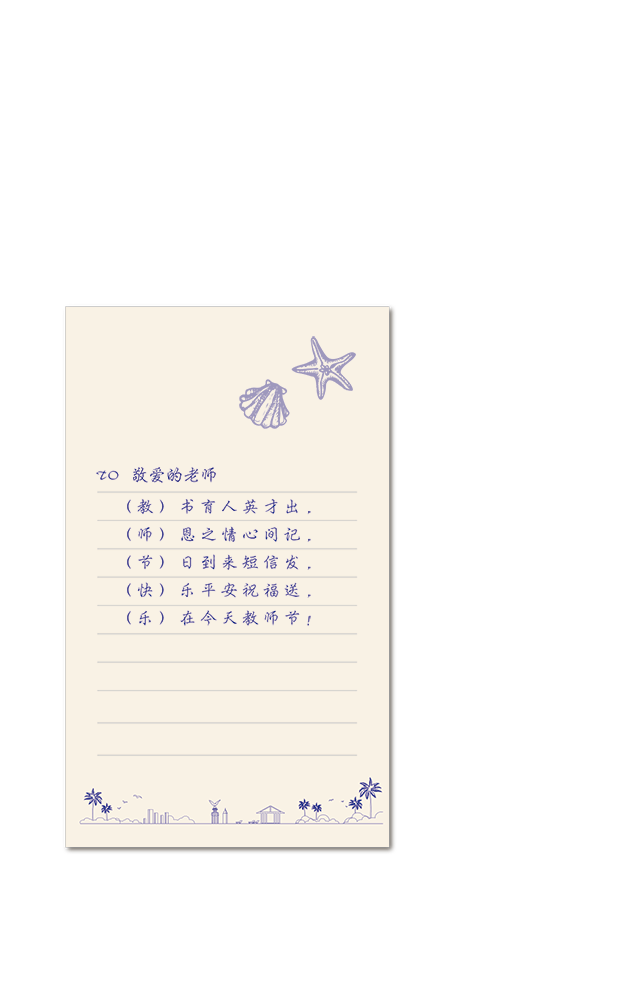 to 敬爱的老师
（教）书育人英才出，
（师）恩之情心间记，
（节）日到来短信发，
（快）乐平安祝福送，
（乐）在今天教师节！